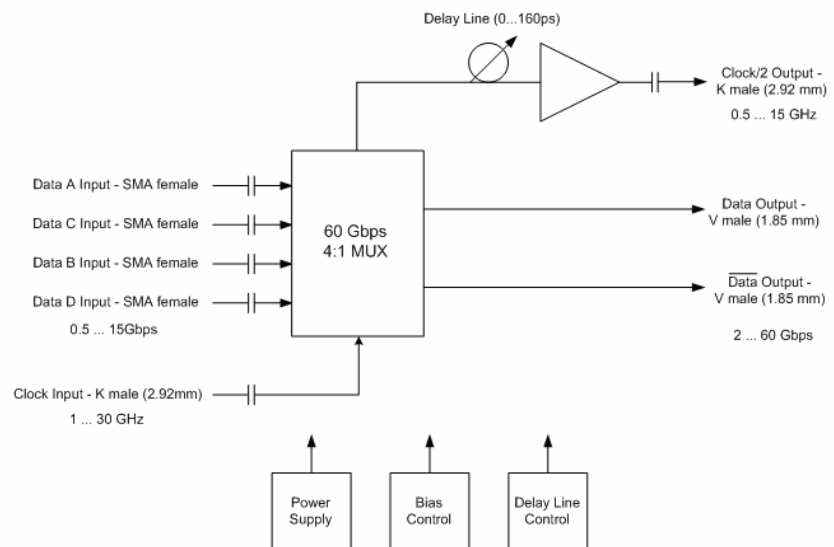 Delay Line (0...160ps)
Clock/2 Output -
K male (2.92 mm)
0.5 ... 15 GHz
Data A Input - SMA female
Data C Input - SMA female
Data B Input - SMA female
Data D Input - SMA female
0.5 ... 15Gbps
60 Gbps
4:1 MUX
Data Output -
V male (1.85 mm)
D̅a̅t̅a̅ Output -
V male (1.85 mm)
2 ... 60 Gbps
Clock Input - K male (2.92mm)
1 ... 30 GHz
Power
Supply
Bias
Control
Delay Line
Control